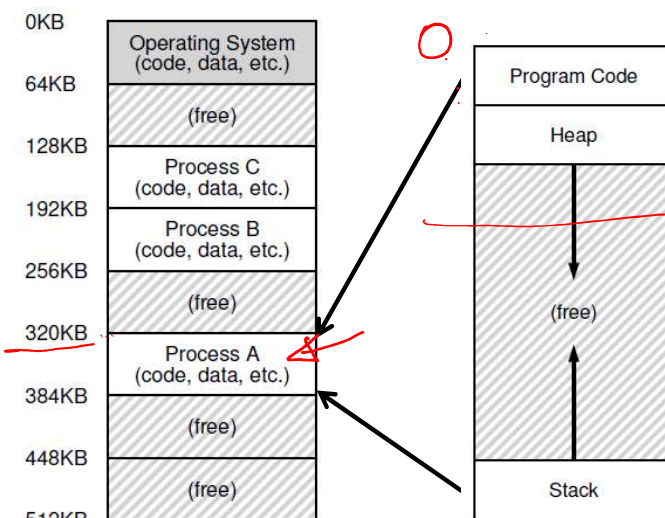 0KB
Operating System
(code, data, etc.)
64KB
(free)
128KB
Process C
(code, data, etc.)
192KB
Process B
(code, data, etc.)
256KB
(free)
320KB
Process A
(code, data, etc.)
384KB
(free)
448KB
(free)
0
Program Code
Heap
(free)
Stack